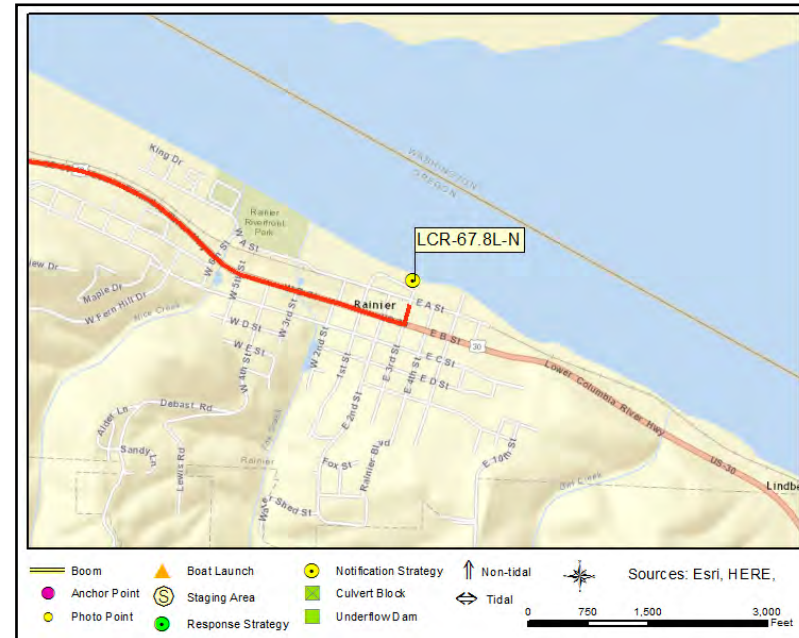 King Dr
WASHINGTON
OREGON
Rainier
Riverfront
Park
W A St
LCR-67.8L-N
W 6th St
W 5th St
W 3rd St
Rainier
E A St
W B St
E B St
30
view Dr
Maple Dr
W Fern Hill Dr
Nice Creek
W D St
W E St
W 4th St
W 2nd St
1st St
E 2nd St
E 3rd St
E 4th St
E C St
E D St
Lower Columbia River Hwy
US-30
Debast Rd
Alder Ln
Sandy Ln
Lewis Rd
Rainier
Fox St
Rainier Blvd
E 10th St
r Shed St
Lindbe
Boom
Boat Launch
Notification Strategy
Non-tidal
Sources: Esri, HERE,
Anchor Point
S
Staging Area
Culvert Block
Tidal
Photo Point
Response Strategy
Underflow Dam
0 750 1,500 3,000
Feet